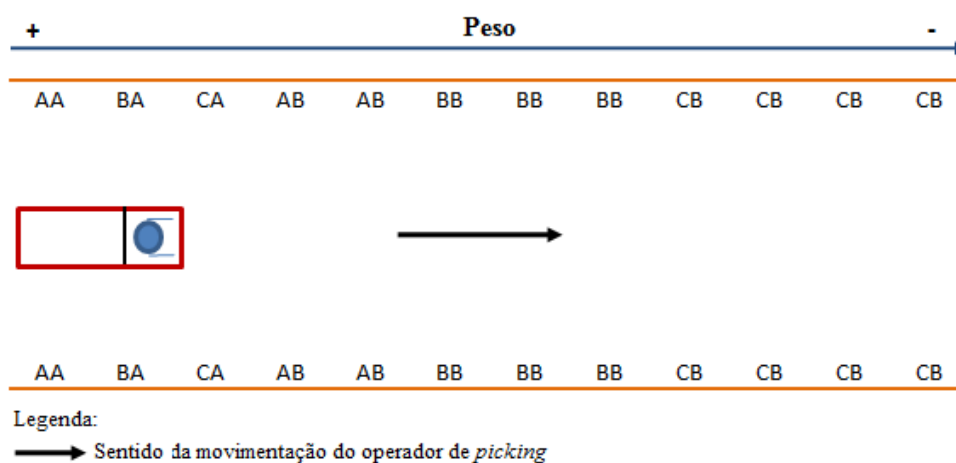 + Peso -
AA BA CA AB AB BB BB BB CB CB CB CB
AA BA CA AB AB BB BB BB CB CB CB CB
Legenda:
Sentido da movimentação do operador de picking